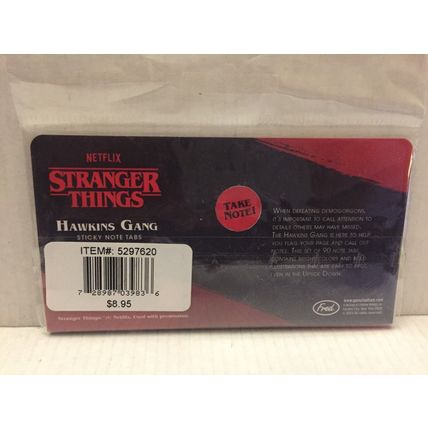 NETFLIX
STRANGER
THINGS
HAWKINS GANG
STICKY NOTE TABS
ITEM#: 5297620
7 28987 03983 6
$8.95
Stranger Things™/© Netflix. Used with permission.
TAKE
NOTE!
WHEN DEFEATING DEMOGORGONS,
IT'S IMPORTANT TO CALL ATTENTION TO
DETAILS OTHERS MAY HAVE MISSED.
THE HAWKINS GANG IS HERE TO HELP
YOU FLAG YOUR PAGE AND CALL OUT
NOTES. THIS SET OF 90 NOTE TABS
CONTAINS BRIGHT COLORS AND BOLD
ILLUSTRATIONS THAT ARE EASY TO SPOT,
EVEN IN THE UPSIDE DOWN.
Fred
www.genuinefred.com